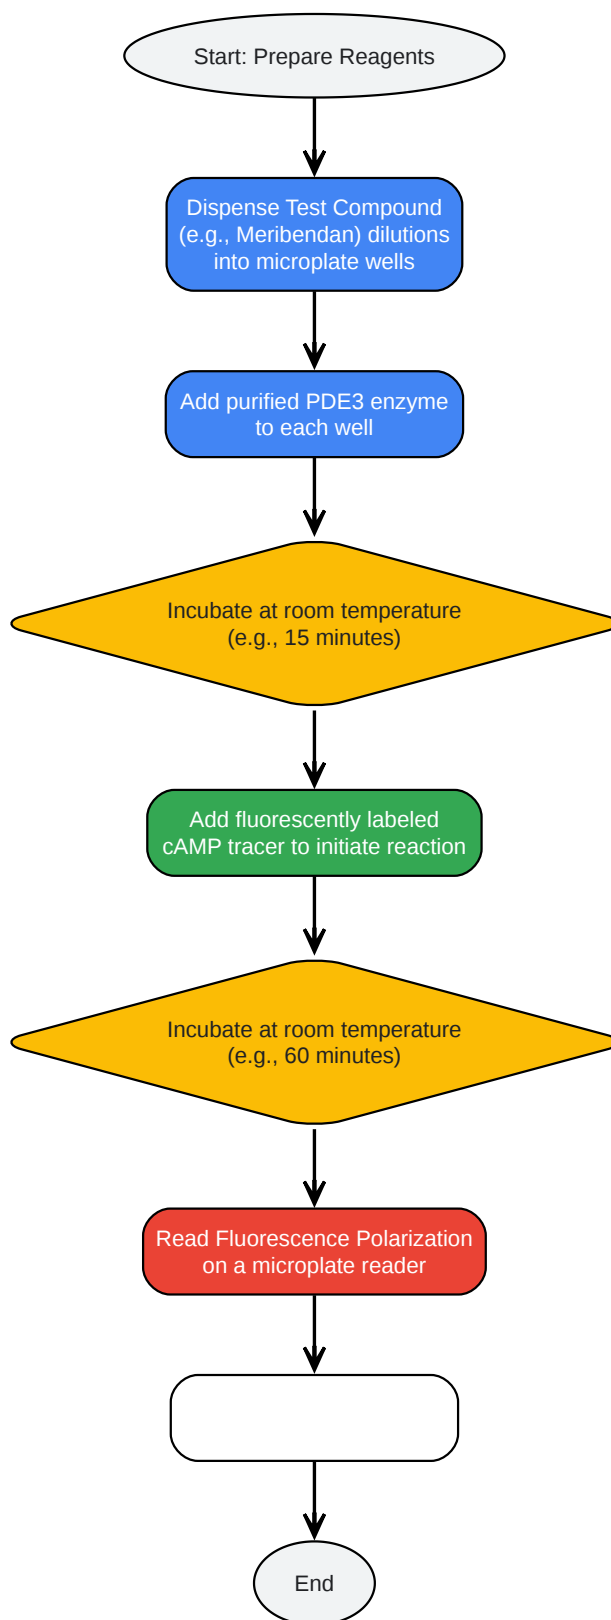 Start: Prepare Reagents
Dispense Test Compound
(e.g., Meribendan) dilutions
into microplate wells
Add purified PDE3 enzyme
to each well
Incubate at room temperature
(e.g., 15 minutes)
Add fluorescently labeled
cAMP tracer to initiate reaction
Incubate at room temperature
(e.g., 60 minutes)
Read Fluorescence Polarization
on a microplate reader
End